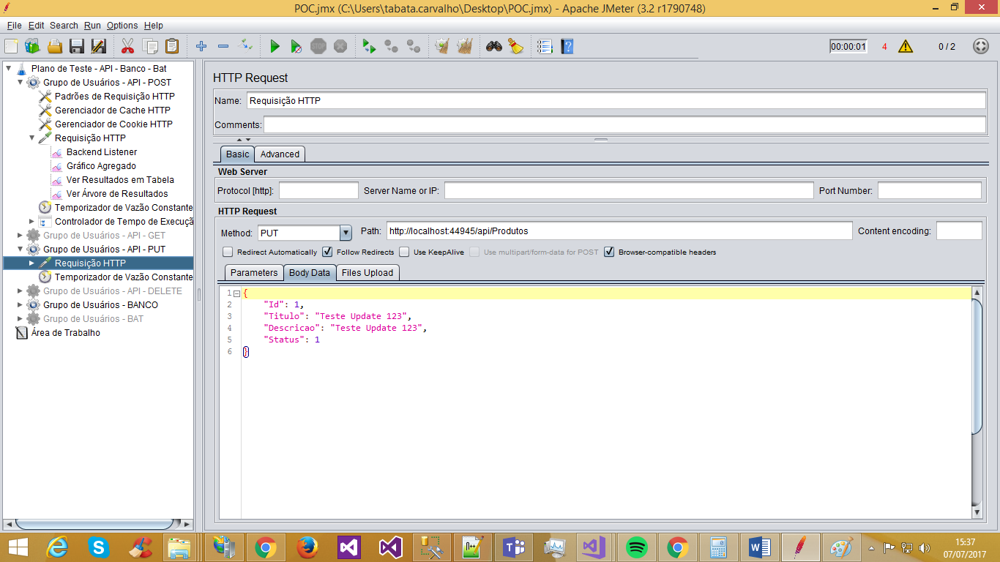 POC.jmx (C:\Users\tabata.carvalho\Desktop\POC.jmx) - Apache JMeter (3.2 r1790748)
File Edit Search Run Options Help
STOP
00:00:01 4 0 / 2
Plano de Teste - API - Banco - Bat
Grupo de Usuários - API - POST
Padrões de Requisição HTTP
Gerenciador de Cache HTTP
Gerenciador de Cookie HTTP
Requisição HTTP
Backend Listener
Gráfico Agregado
Ver Resultados em Tabela
Ver Árvore de Resultados
Temporizador de Vazão Constante
Controlador de Tempo de Execuçã
Grupo de Usuários - API - GET
Grupo de Usuários - API - PUT
Requisição HTTP
Temporizador de Vazão Constante
Grupo de Usuários - API - DELETE
Grupo de Usuários - BANCO
Grupo de Usuários - BAT
Área de Trabalho
HTTP Request
Name: Requisição HTTP
Comments:
Basic Advanced
Web Server
Protocol [http]: Server Name or IP: Port Number:
HTTP Request
Method: PUT Path: http://localhost:44945/api/Produtos Content encoding:
Redirect Automatically Follow Redirects Use KeepAlive Use multipart/form-data for POST Browser-compatible headers
Parameters Body Data Files Upload
1 {
2 "Id": 1,
3 "Titulo": "Teste Update 123",
4 "Descricao": "Teste Update 123",
5 "Status": 1
6 }
15:37
07/07/2017